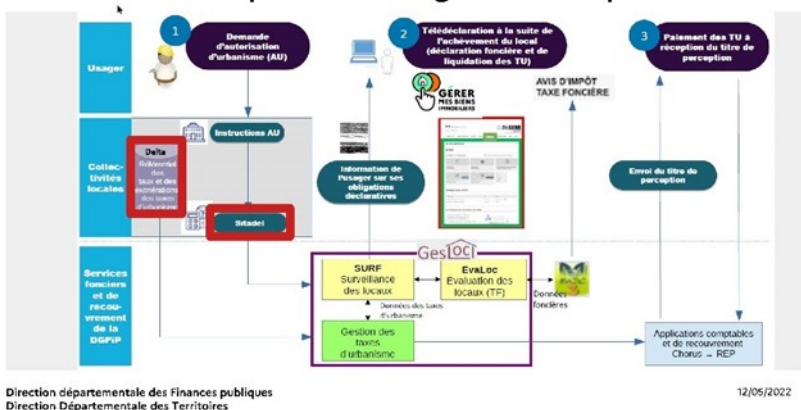 1
Demande
d'autorisation
d'urbanisme (AU)
2
Télédéclaration à la suite de
l'achèvement du local
(déclaration foncière et de
liquidation des TU)
3
Paiement des TU à
réception du titre de
perception
Usager
GÉRER
MES BIENS
IMMOBILIERS
AVIS D'IMPÔT
TAXE FONCIÈRE
Collec-
tivités
locales
Delta
Référentiel
des
taux et des
exonérations
des taxes
d'urbanisme
Instructions AU
Sitadel
Information de
l'usager sur ses
obligations
déclaratives
Envoi du titre de
perception
Services
fonciers
et de
recou-
vrement
de la
DGFiP
GesLoc
SURF
Surveillance
des locaux
EvaLoc
Évaluation des
locaux (TF)
Données des taxes
d'urbanisme
Données
foncières
Gestion des
taxes
d'urbanisme
Applications comptables
et de recouvrement
Chorus – REP
Direction départementale des Finances publiques
Direction Départementale des Territoires
12/05/2022